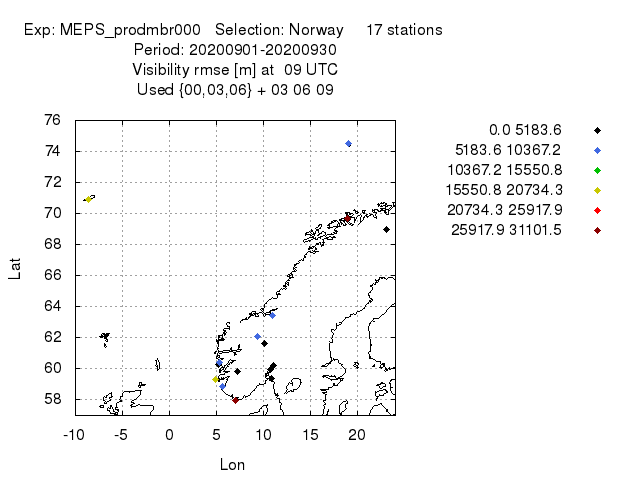 Exp: MEPS_prodmbr000 Selection: Norway 17 stations
Period: 20200901-20200930
Visibility rmse [m] at 09 UTC
Used {00,03,06} + 03 06 09
76
74
72
70
68
66
64
62
60
58
Lat
-10 -5 0 5 10 15 20
Lon
0.0 5183.6
5183.6 10367.2
10367.2 15550.8
15550.8 20734.3
20734.3 25917.9
25917.9 31101.5